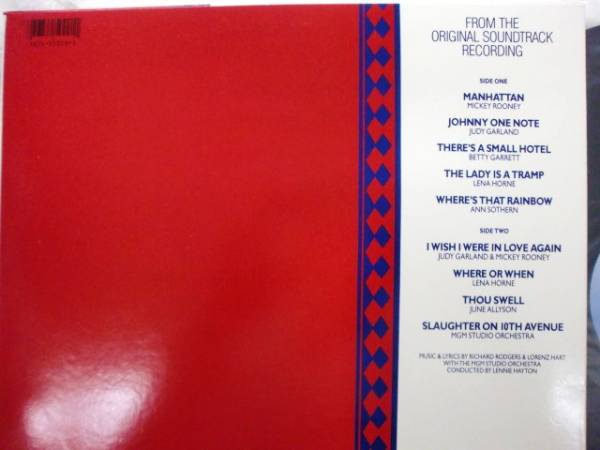 FROM THE
ORIGINAL SOUNDTRACK
RECORDING
SIDE ONE
MANHATTAN
MICKEY ROONEY
JOHNNY ONE NOTE
JUDY GARLAND
THERE'S A SMALL HOTEL
BETTY GARRETT
THE LADY IS A TRAMP
LENA HORNE
WHERE'S THAT RAINBOW
ANN SOTHERN
SIDE TWO
I WISH I WERE IN LOVE AGAIN
JUDY GARLAND & MICKEY ROONEY
WHERE OR WHEN
LENA HORNE
THOU SWELL
JUNE ALLYSON
SLAUGHTER ON 10TH AVENUE
MGM STUDIO ORCHESTRA
MUSIC & LYRICS BY RICHARD RODGERS & LORENZ HART
WITH THE MGM STUDIO ORCHESTRA
CONDUCTED BY LENNIE HAYTON